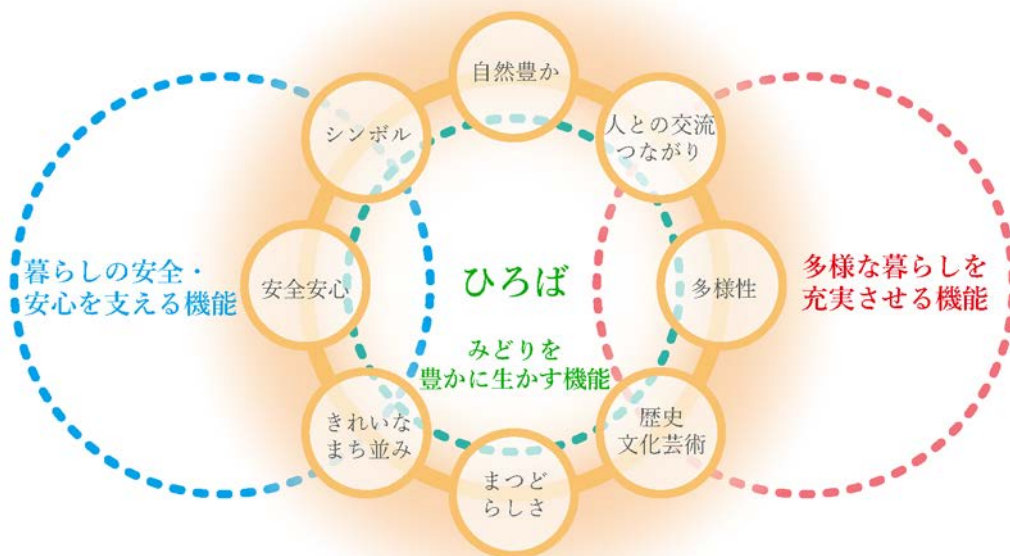 自然豊か
シンボル
人との交流
つながり
暮らしの安全・
安心を支える機能
安全安心
ひろば
多様性
多様な暮らしを
充実させる機能
みどりを
豊かに生かす機能
きれいな
まち並み
歴史
文化芸術
まつど
らしさ